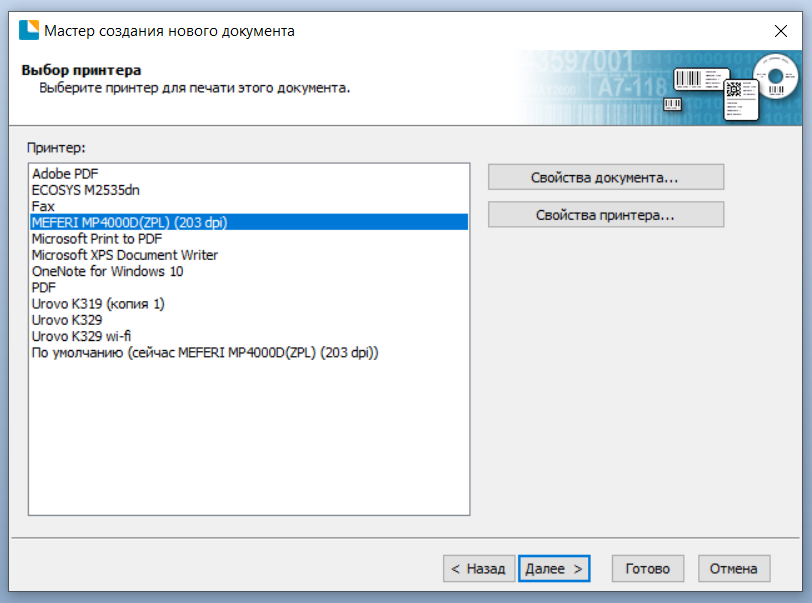 Мастер создания нового документа
Выбор принтера
Выберите принтер для печати этого документа.
3597001
A7-118
Принтер:
Adobe PDF
ECOSYS M2535dn
Fax
MEFERI MP4000D(ZPL) (203 dpi)
Microsoft Print to PDF
Microsoft XPS Document Writer
OneNote for Windows 10
PDF
Urovo K319 (копия 1)
Urovo K329
Urovo K329 wi-fi
По умолчанию (сейчас MEFERI MP4000D(ZPL) (203 dpi))
Свойства документа...
Свойства принтера...
< Назад
Далее >
Готово
Отмена